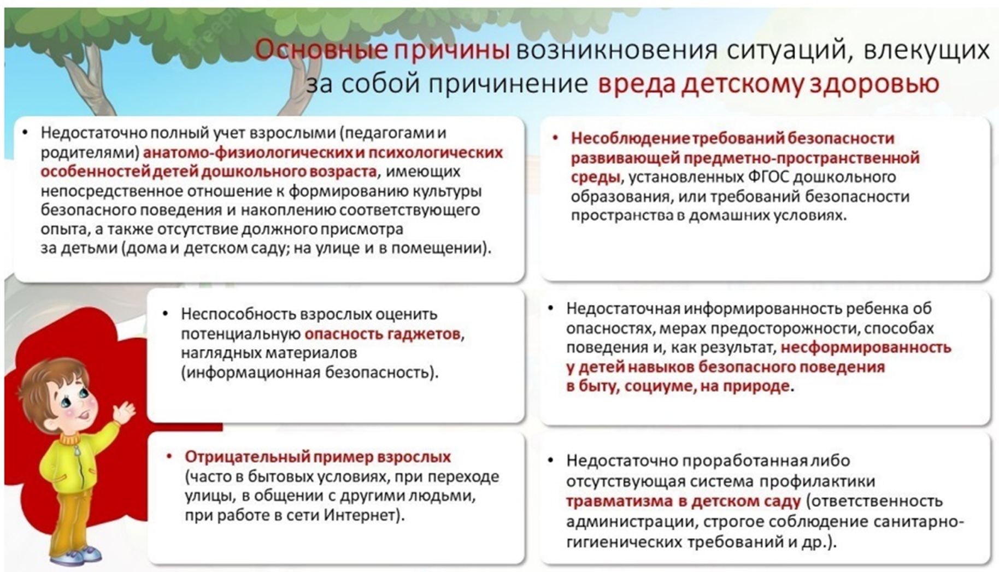 Основные причины возникновения ситуаций, влекущих
за собой причинение вреда детскому здоровью
• Недостаточно полный учет взрослыми (педагогами и
родителями) анатомо-физиологических и психологических
особенностей детей дошкольного возраста, имеющих
непосредственное отношение к формированию культуры
безопасного поведения и накоплению соответствующего
опыта, а также отсутствие должного присмотра
за детьми (дома и детском саду; на улице и в помещении).
• Несоблюдение требований безопасности
развивающей предметно-пространственной
среды, установленных ФГОС дошкольного
образования, или требований безопасности
пространства в домашних условиях.
• Неспособность взрослых оценить
потенциальную опасность гаджетов,
наглядных материалов
(информационная безопасность).
• Недостаточная информированность ребенка об
опасностях, мерах предосторожности, способах
поведения и, как результат, несформированность
у детей навыков безопасного поведения
в быту, социуме, на природе.
• Отрицательный пример взрослых
(часто в бытовых условиях, при переходе
улицы, в общении с другими людьми,
при работе в сети Интернет).
• Недостаточно проработанная либо
отсутствующая система профилактики
травматизма в детском саду (ответственность
администрации, строгое соблюдение санитарно-
гигиенических требований и др.).